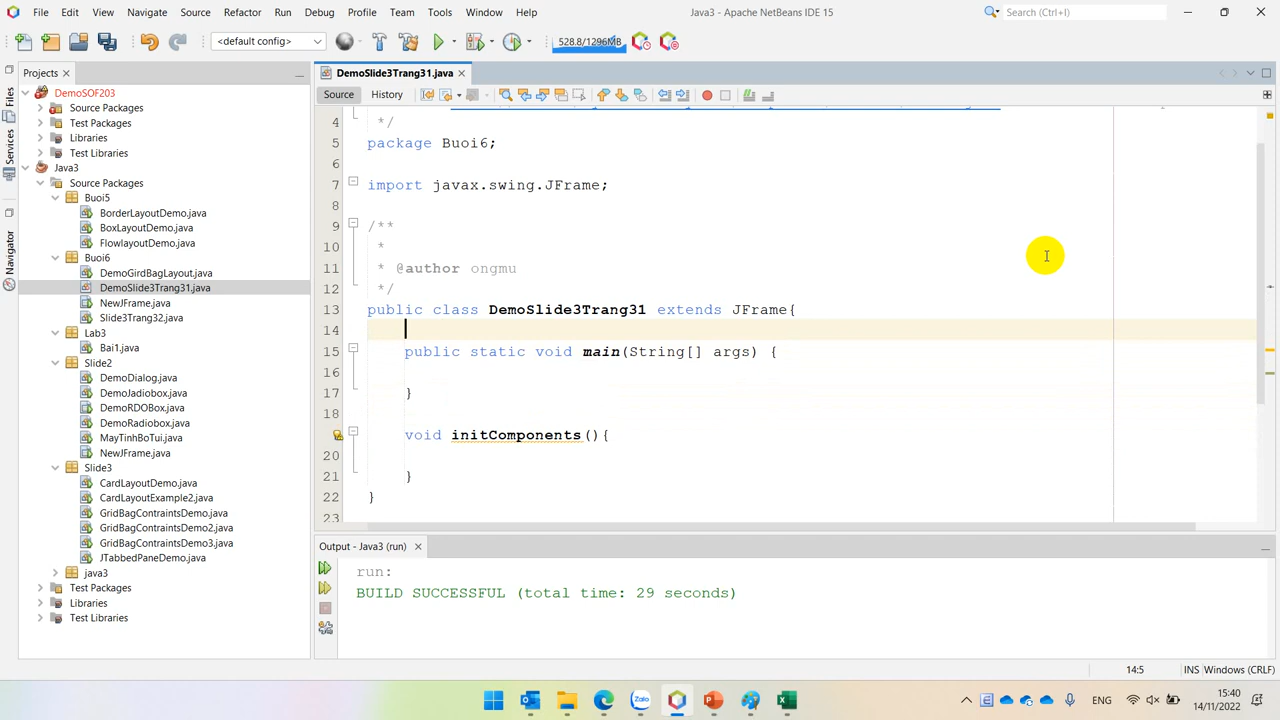 File Edit View Navigate Source Refactor Run Debug Profile Team Tools Window Help Java3 - Apache NetBeans IDE 15 Search (Ctrl+I)
<default config> 528.8/1296MB
Projects DemoSlide3Trang31.java
Source History
Files
Services
Navigator
DemoSOF203
Source Packages
Test Packages
Libraries
Test Libraries
Java3
Source Packages
Buoi5
BorderLayoutDemo.java
BoxLayoutDemo.java
FlowlayoutDemo.java
Buoi6
DemoGirdBagLayout.java
DemoSlide3Trang31.java
NewJFrame.java
Slide3Trang32.java
Lab3
Bai1.java
Slide2
DemoDialog.java
DemoJadiobox.java
DemoRDOBox.java
DemoRadiobox.java
MayTinhBoTui.java
NewJFrame.java
Slide3
CardLayoutDemo.java
CardLayoutExample2.java
GridBagContraintsDemo.java
GridBagContraintsDemo2.java
GridBagContraintsDemo3.java
JTabbedPaneDemo.java
java3
Test Packages
Libraries
Test Libraries
4 */
5 package Buoi6;
6
7 import javax.swing.JFrame;
8
9 /**
10 *
11 * @author ongmu
12 */
13 public class DemoSlide3Trang31 extends JFrame{
14
15 public static void main(String[] args) {
16
17 }
18
19 void initComponents(){
20
21 }
22 }
23
Output - Java3 (run)
run:
BUILD SUCCESSFUL (total time: 29 seconds)
14:5 INS Windows (CRLF)
Zalo
ENG
15:40
14/11/2022